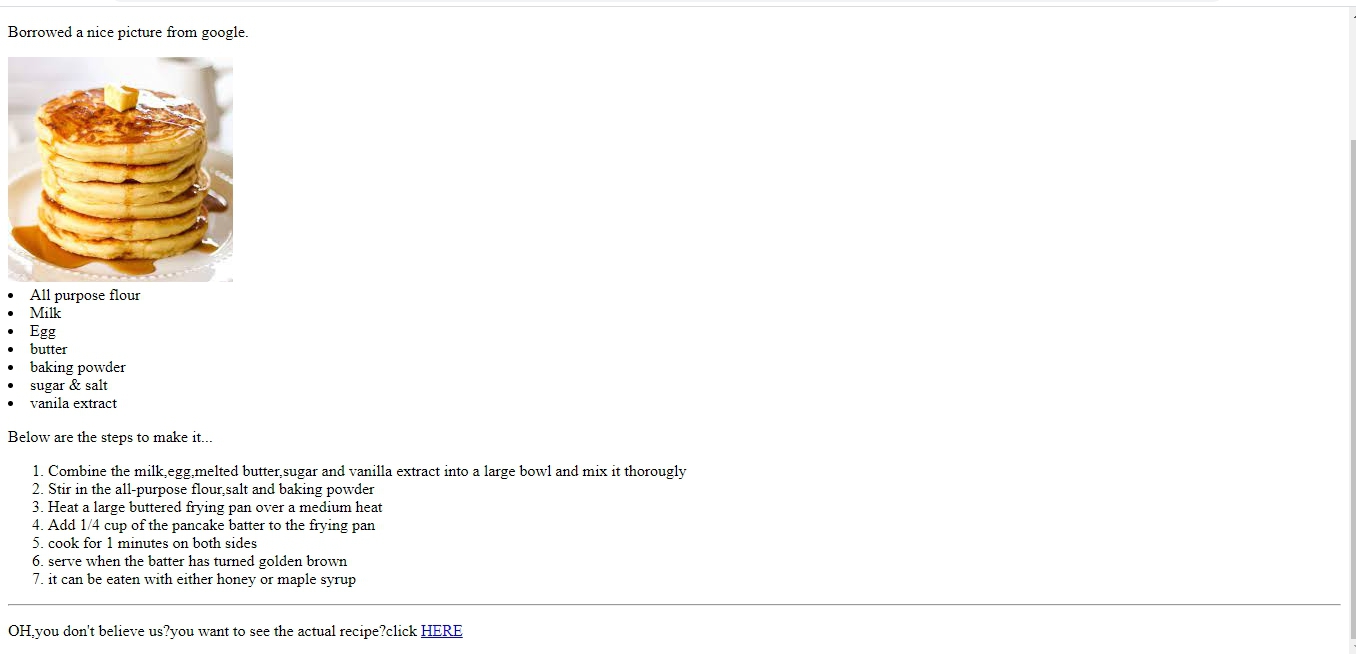 Borrowed a nice picture from google.
• All purpose flour
• Milk
• Egg
• butter
• baking powder
• sugar & salt
• vanila extract
Below are the steps to make it...
1. Combine the milk,egg,melted butter,sugar and vanilla extract into a large bowl and mix it thorougly
2. Stir in the all-purpose flour,salt and baking powder
3. Heat a large buttered frying pan over a medium heat
4. Add 1/4 cup of the pancake batter to the frying pan
5. cook for 1 minutes on both sides
6. serve when the batter has turned golden brown
7. it can be eaten with either honey or maple syrup
OH,you don't believe us?you want to see the actual recipe?click HERE